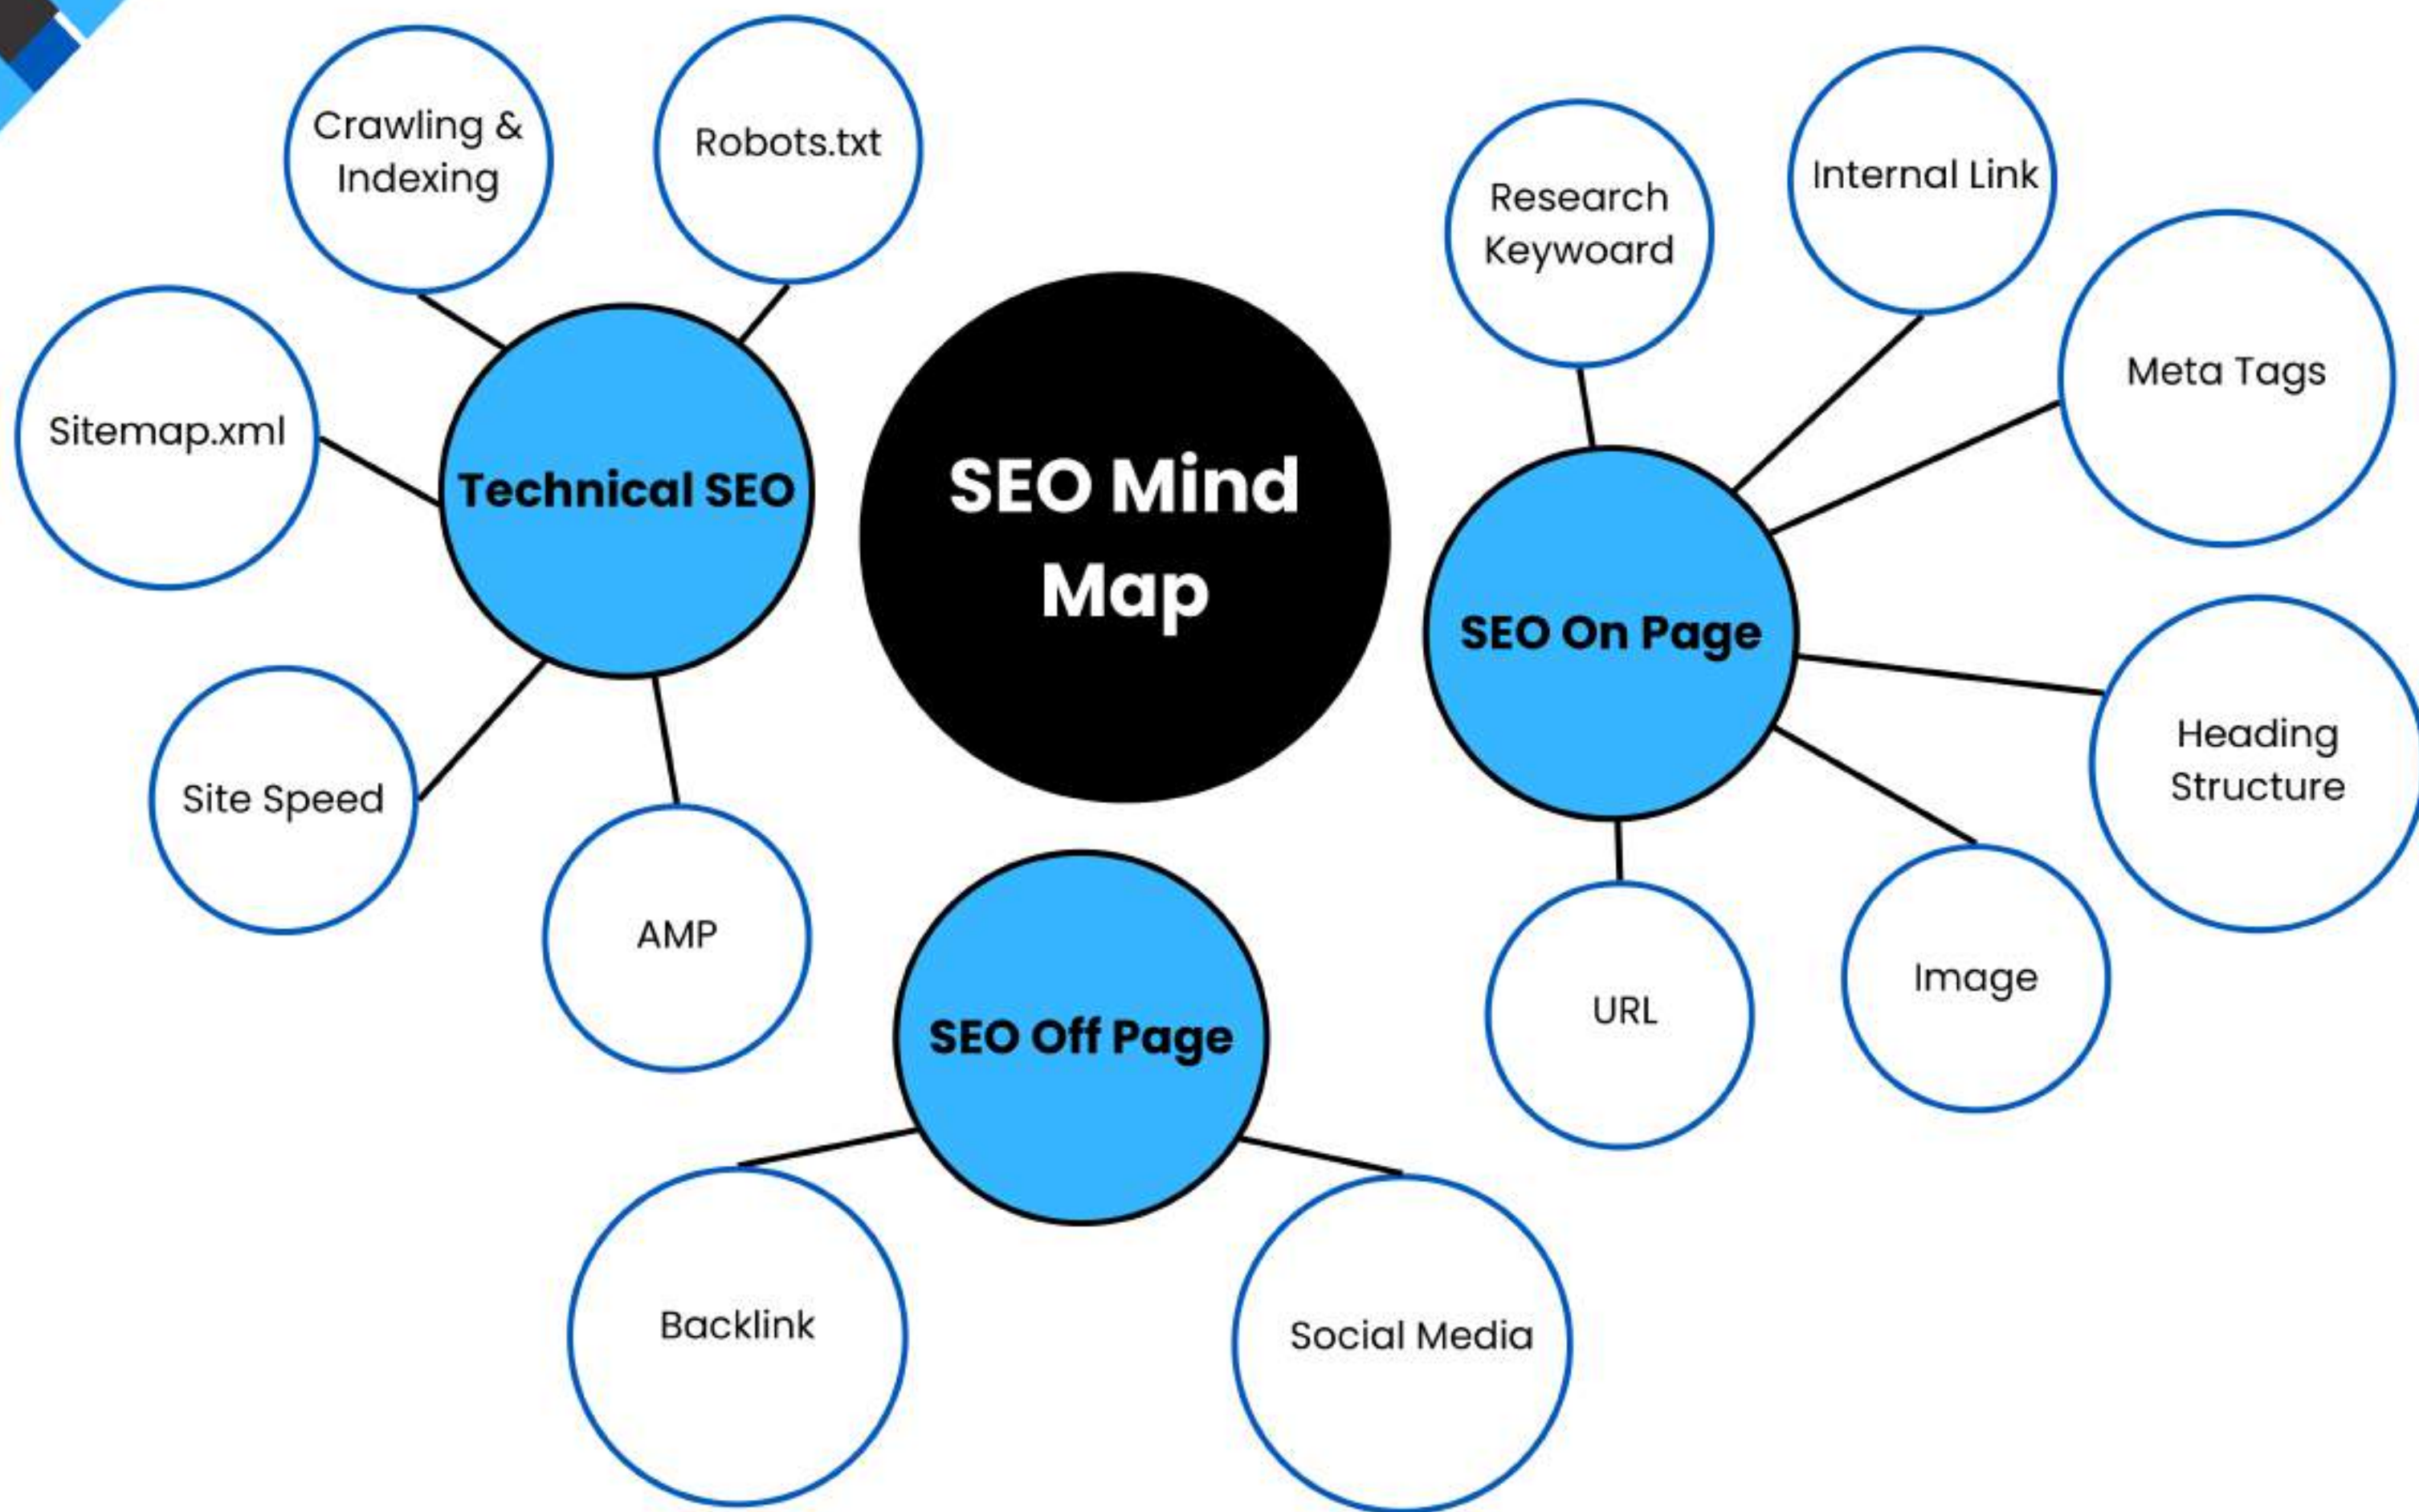 Crawling &
Indexing
Robots.txt
Sitemap.xml
Technical SEO
Site Speed
AMP
SEO Mind
Map
Research
Keywoard
Internal Link
Meta Tags
SEO On Page
Heading
Structure
Image
URL
SEO Off Page
Backlink
Social Media